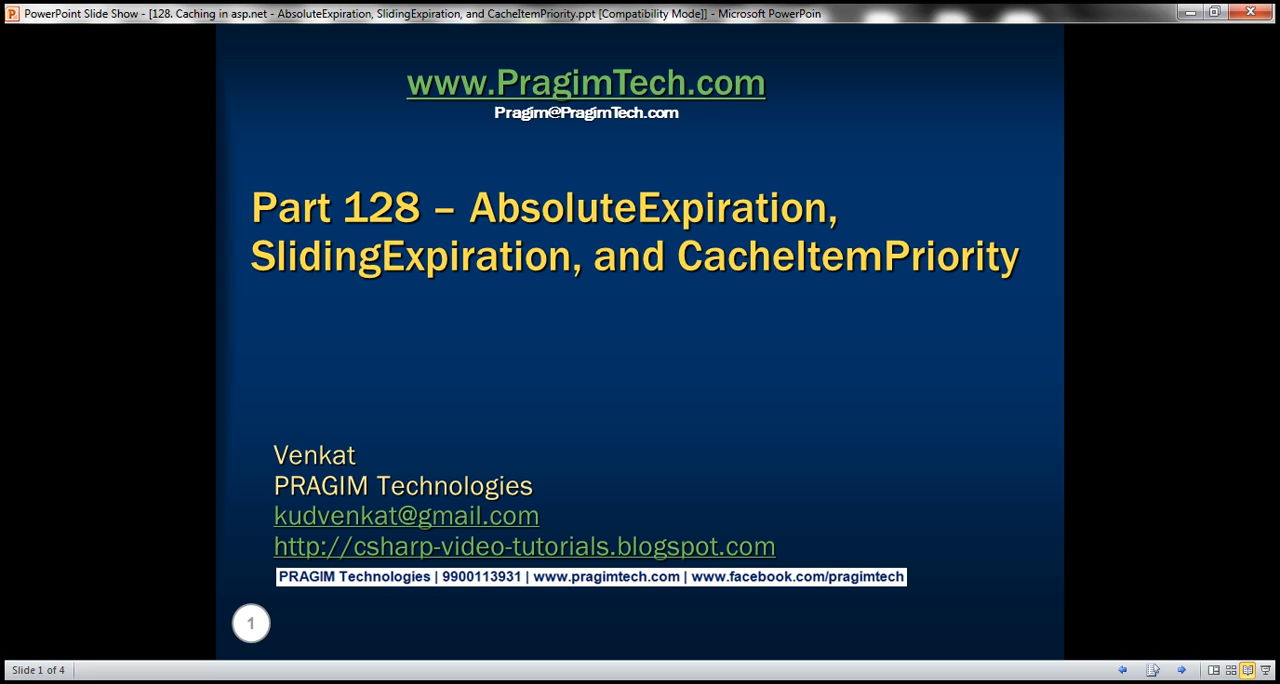 PowerPoint Slide Show - [128. Caching in asp.net - AbsoluteExpiration, SlidingExpiration, and CacheItemPriority.ppt [Compatibility Mode]] - Microsoft PowerPoin
www.PragimTech.com
Pragim@PragimTech.com
Part 128 – AbsoluteExpiration,
SlidingExpiration, and CacheItemPriority
Venkat
PRAGIM Technologies
kudvenkat@gmail.com
http://csharp-video-tutorials.blogspot.com
PRAGIM Technologies | 9900113931 | www.pragimtech.com | www.facebook.com/pragimtech
1
Slide 1 of 4